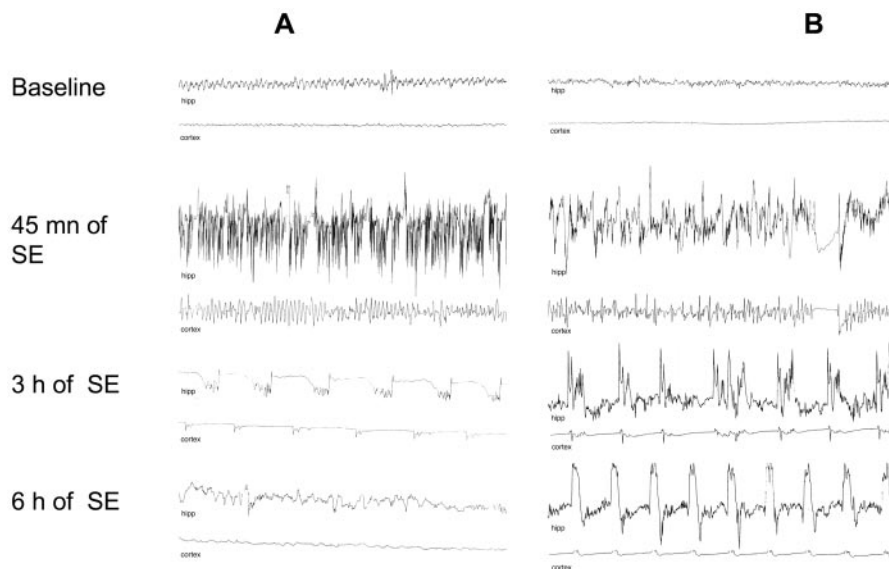 A B
Baseline
hipp hipp
cortex cortex
45 mn of
SE
hipp hipp
cortex cortex
3 h of SE
hipp hipp
cortex cortex
6 h of SE
hipp hipp
cortex cortex